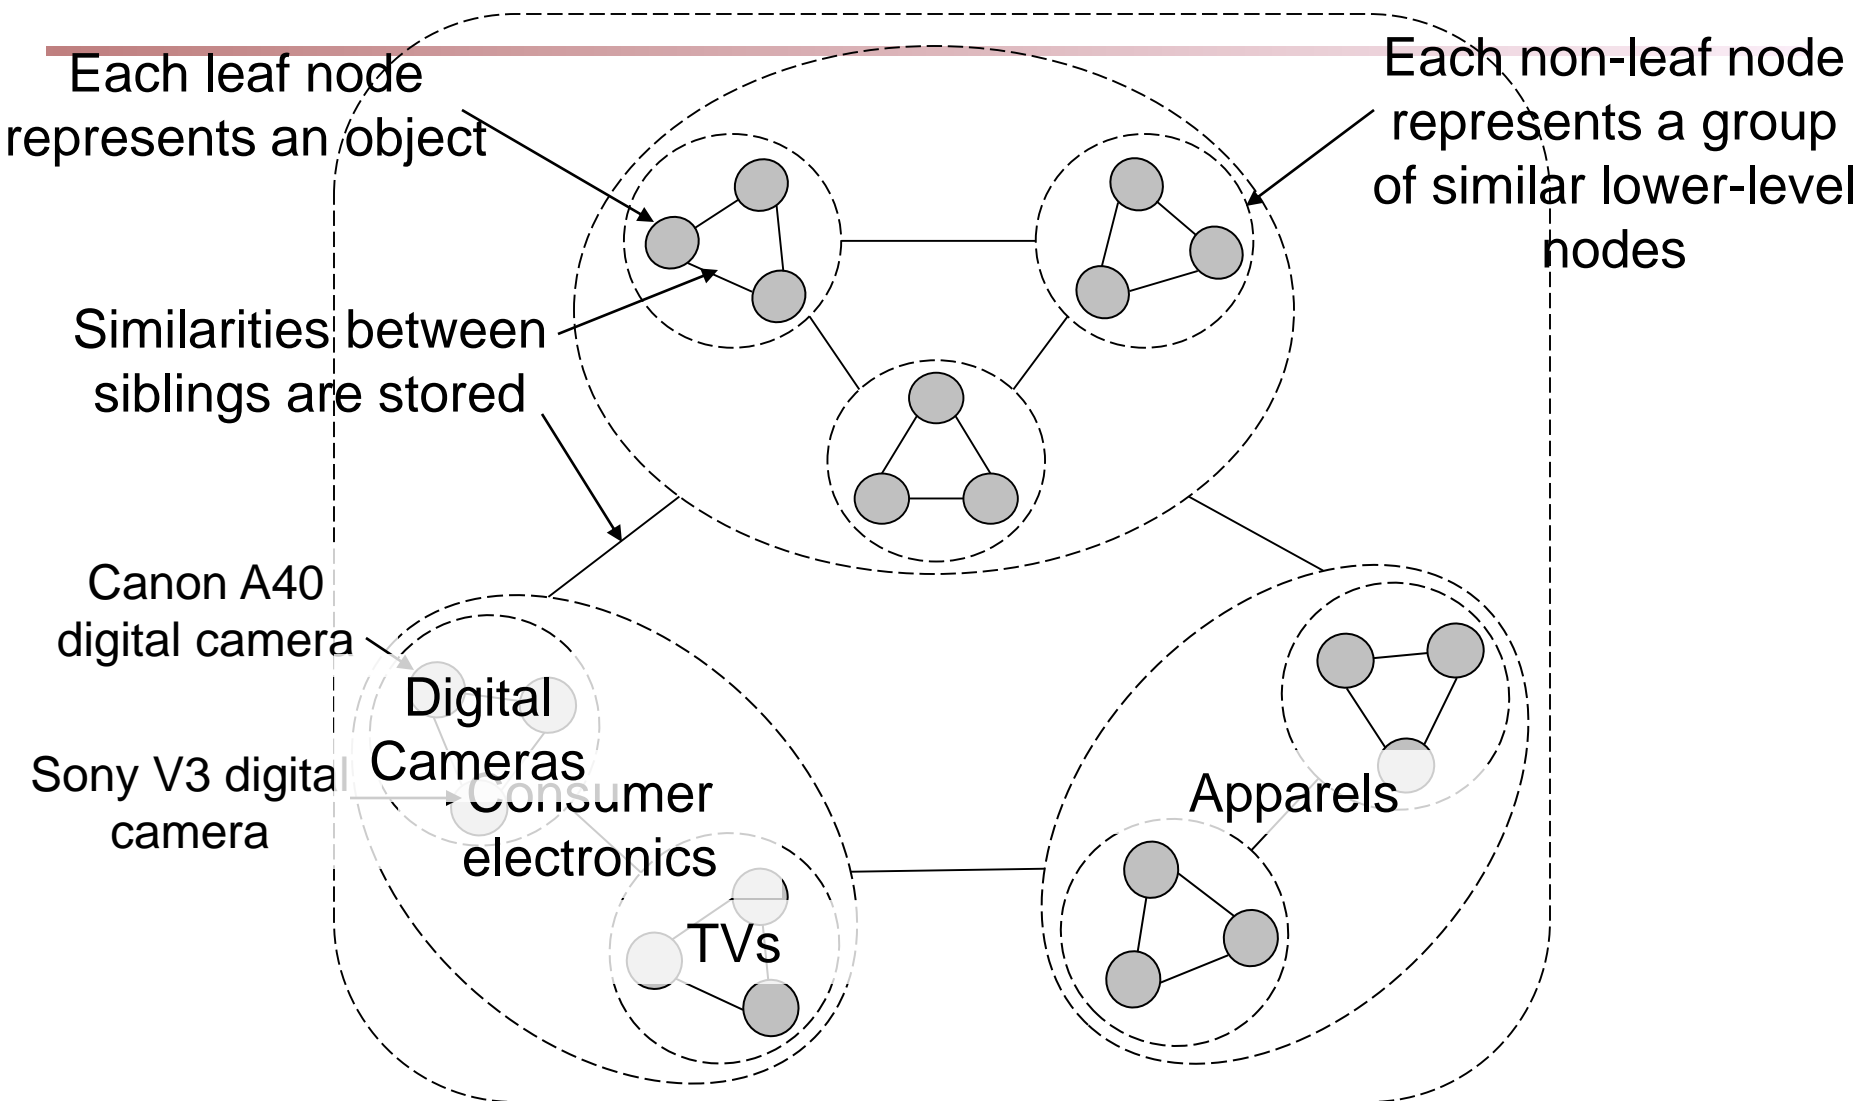 Each leaf node
represents an object
Each non-leaf node
represents a group
of similar lower-level
nodes
Similarities between
siblings are stored
Canon A40
digital camera
Digital
Cameras
Sony V3 digital
camera
Consumer
electronics
Apparels
TVs